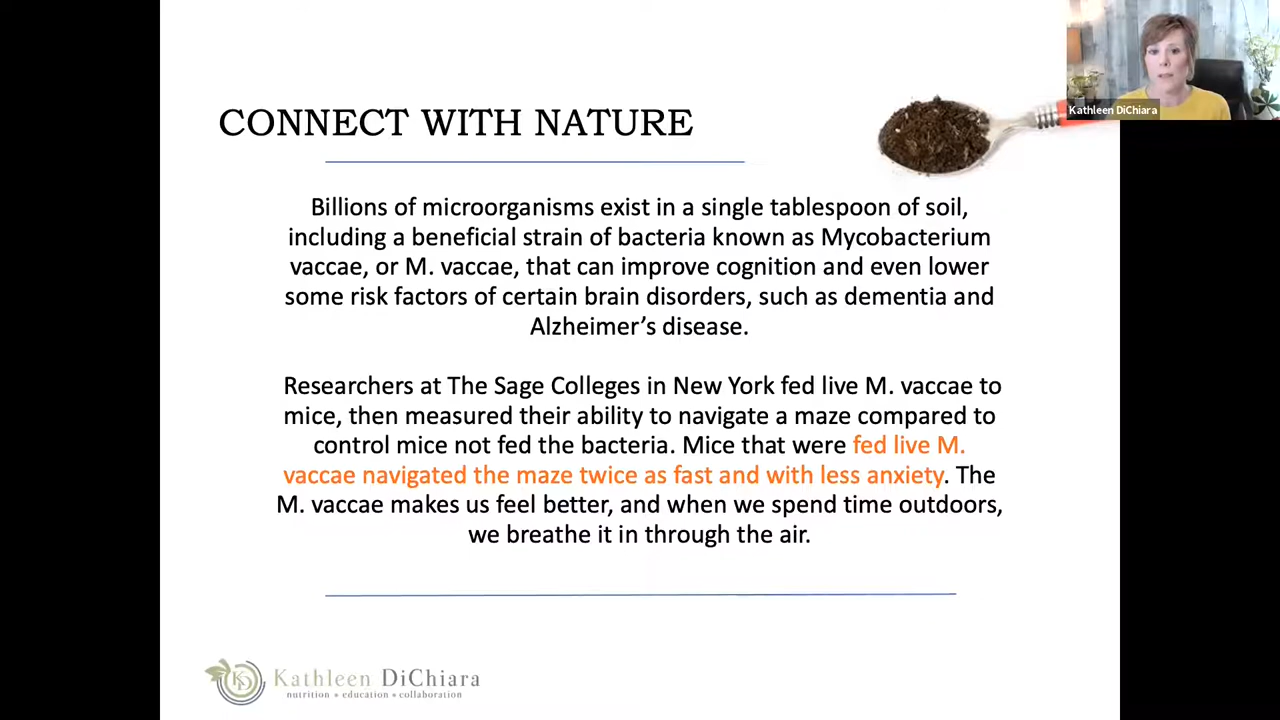 Kathleen DiChiara
CONNECT WITH NATURE
Billions of microorganisms exist in a single tablespoon of soil,
including a beneficial strain of bacteria known as Mycobacterium
vaccae, or M. vaccae, that can improve cognition and even lower
some risk factors of certain brain disorders, such as dementia and
Alzheimer’s disease.
Researchers at The Sage Colleges in New York fed live M. vaccae to
mice, then measured their ability to navigate a maze compared to
control mice not fed the bacteria. Mice that were fed live M.
vaccae navigated the maze twice as fast and with less anxiety. The
M. vaccae makes us feel better, and when we spend time outdoors,
we breathe it in through the air.
KD
Kathleen DiChiara
nutrition • education • collaboration